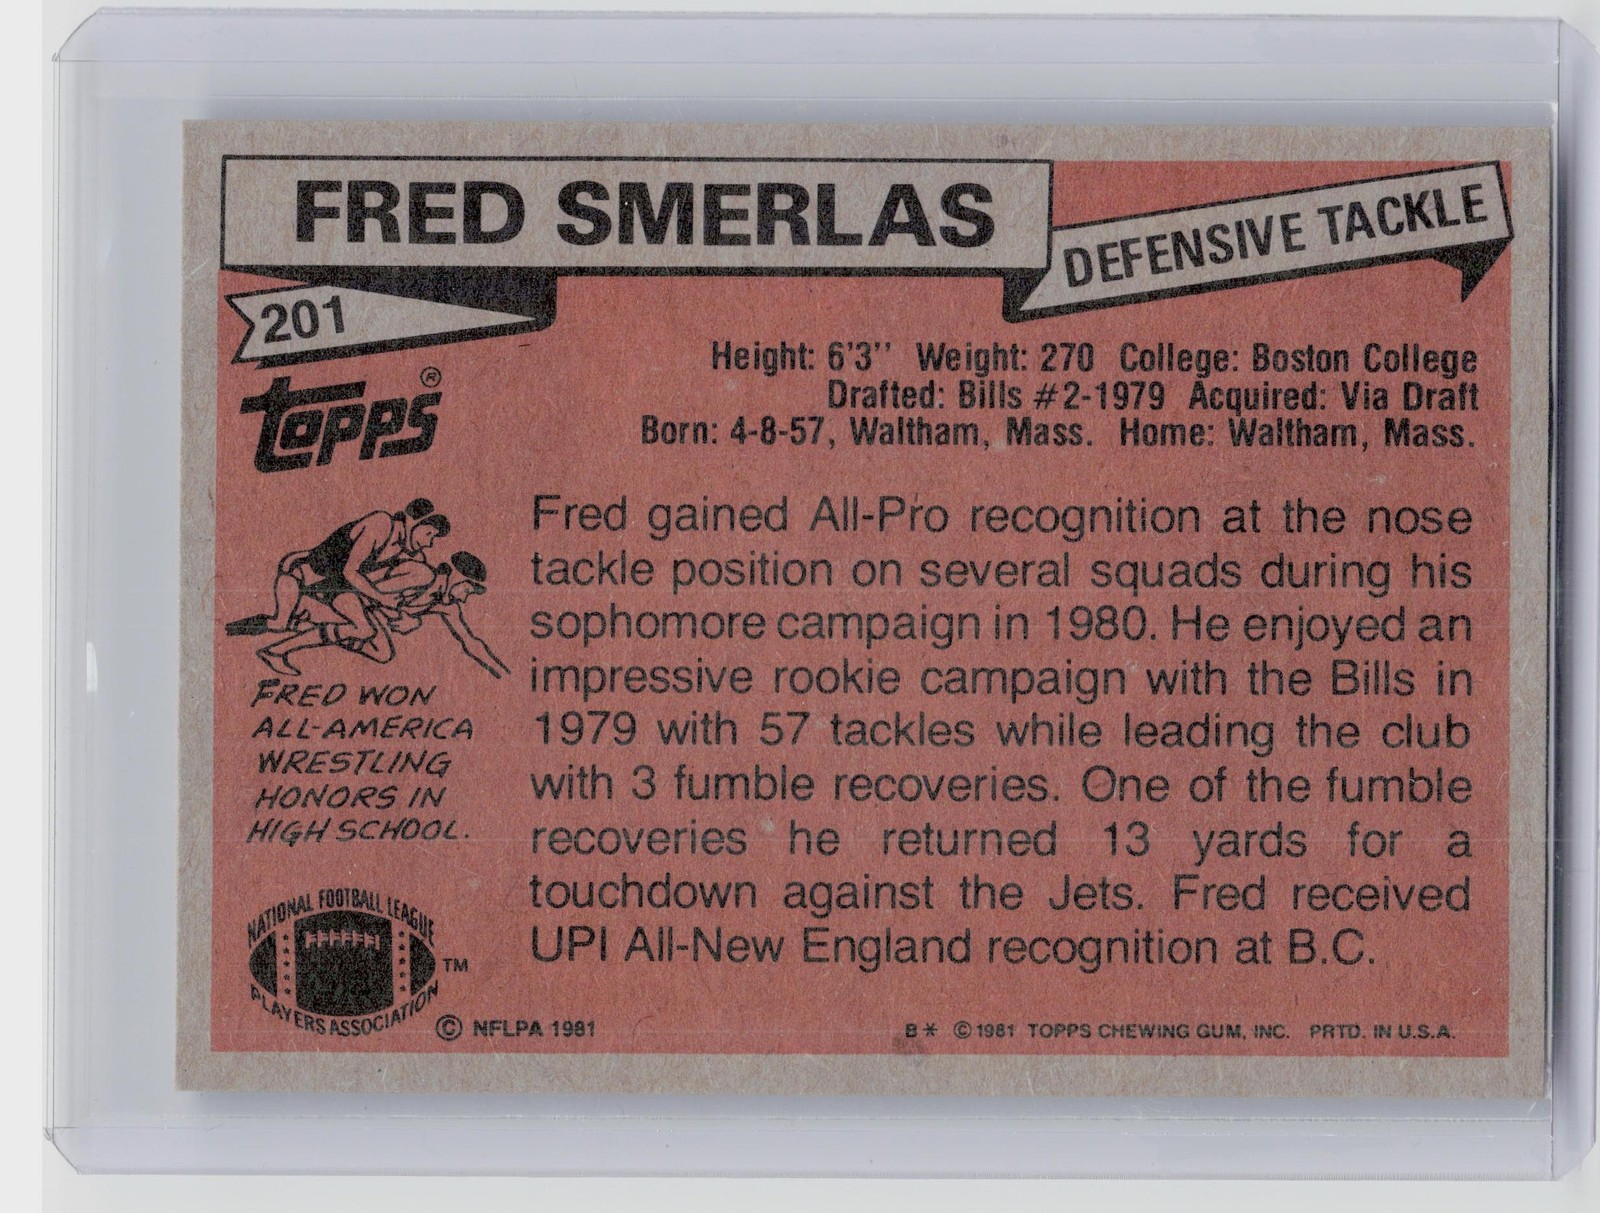 FRED SMERLAS
DEFENSIVE TACKLE
201
TOPPS®
Height: 6'3'' Weight: 270 College: Boston College
Drafted: Bills #2-1979 Acquired: Via Draft
Born: 4-8-57, Waltham, Mass. Home: Waltham, Mass.
Fred gained All-Pro recognition at the nose
tackle position on several squads during his
sophomore campaign in 1980. He enjoyed an
impressive rookie campaign with the Bills in
1979 with 57 tackles while leading the club
with 3 fumble recoveries. One of the fumble
recoveries he returned 13 yards for a
touchdown against the Jets. Fred received
UPI All-New England recognition at B.C.
FRED WON
ALL-AMERICA
WRESTLING
HONORS IN
HIGH SCHOOL.
NATIONAL FOOTBALL LEAGUE
PLAYERS ASSOCIATION
TM
© NFLPA 1981
B* © 1981 TOPPS CHEWING GUM, INC. PRTD. IN U.S.A.